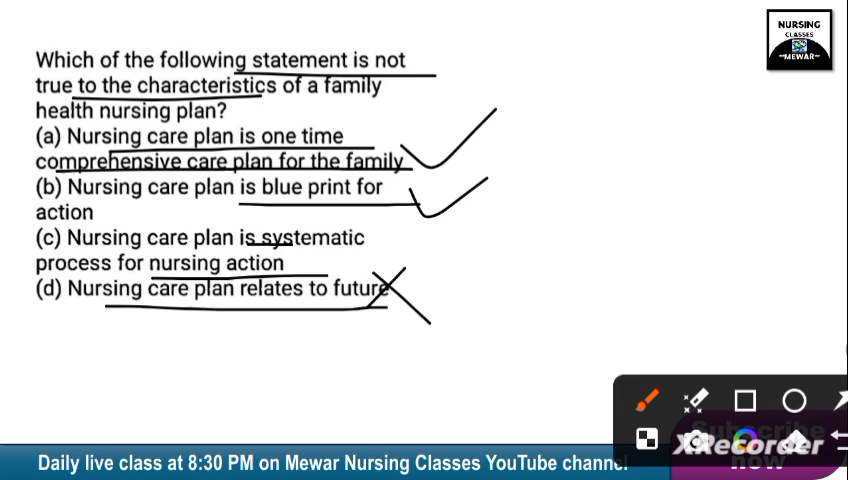 NURSING
CLASSES
MEWAR
Which of the following statement is not
true to the characteristics of a family
health nursing plan?
(a) Nursing care plan is one time
comprehensive care plan for the family
(b) Nursing care plan is blue print for
action
(c) Nursing care plan is systematic
process for nursing action
(d) Nursing care plan relates to future
Subscribe
XRecorder
now
Daily live class at 8:30 PM on Mewar Nursing Classes YouTube channel